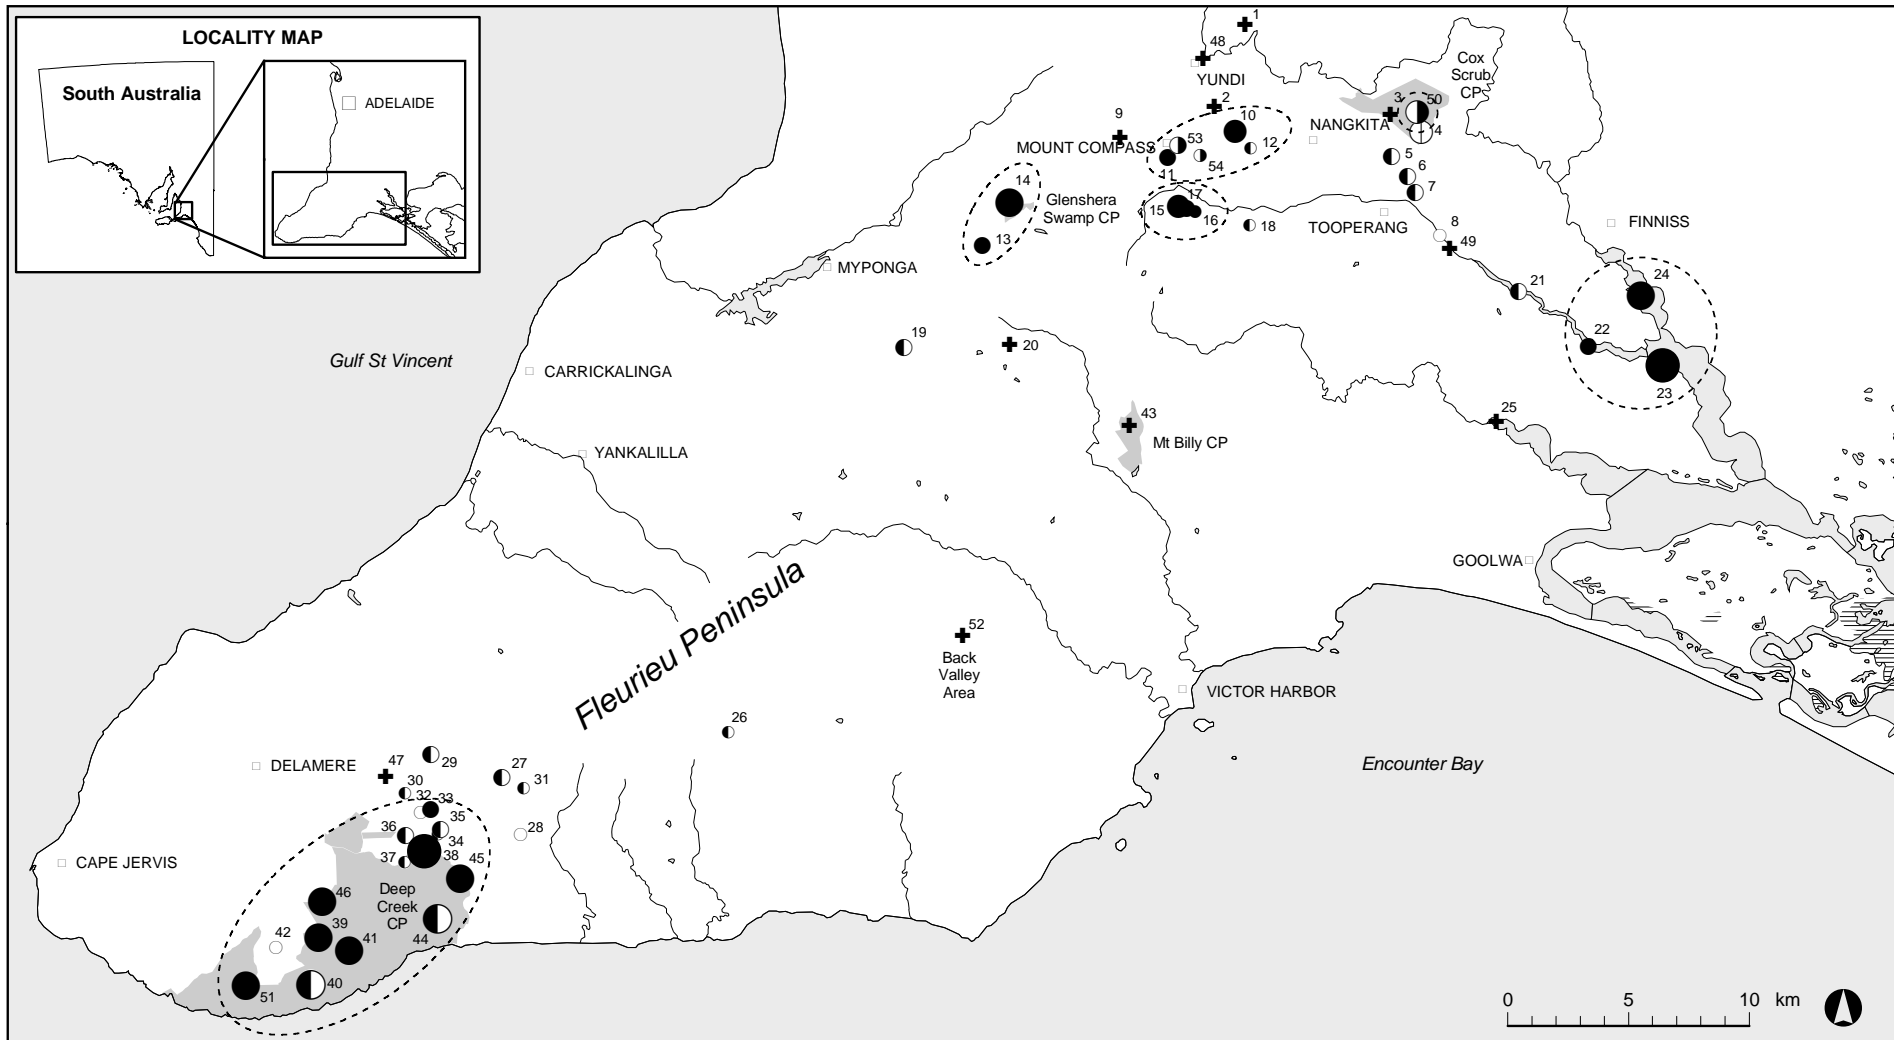 LOCALITY MAP
South Australia
ADELAIDE
1
48
YUNDI
2
Cox
Scrub
CP
3
50
4
9
10
NANGKITA
MOUNT COMPASS
53
12
54
11
5
6
7
14
Glenshera
Swamp CP
13
17
15
16
18
TOOPERANG
8
49
FINNISS
MYPONGA
21
24
22
23
19
20
Gulf St Vincent
CARRICKALINGA
25
43
Mt Billy CP
YANKALILLA
GOOLWA
Fleurieu Peninsula
52
Back
Valley
Area
VICTOR HARBOR
26
Encounter Bay
DELAMERE
47
29
27
31
30
32
33
35
36
34
28
37
38
45
CAPE JERVIS
Deep
Creek
CP
46
39
42
41
44
40
51
0
5
10
km